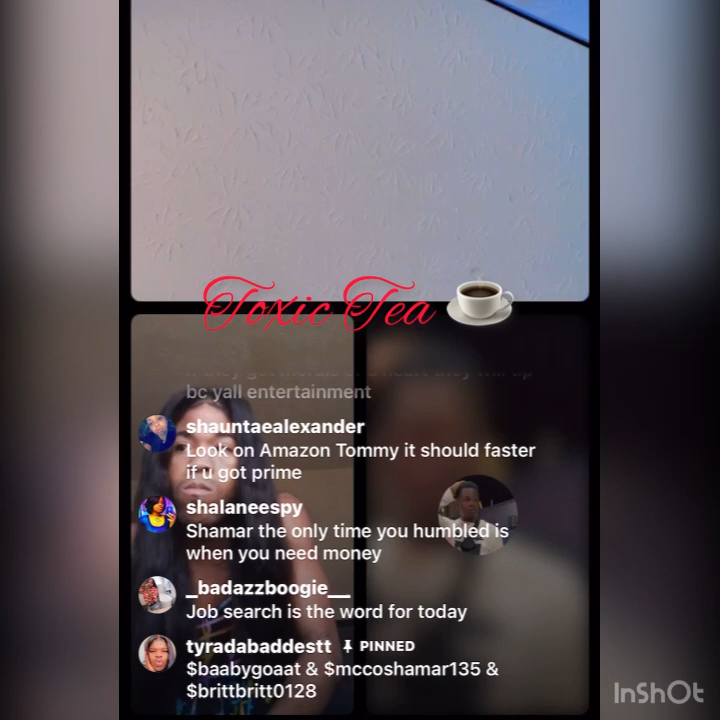 Toxic Tea
bc yall entertainment
shauntaealexander
Look on Amazon Tommy it should faster
if u got prime
shalaneespy
Shamar the only time you humbled is
when you need money
_badazzboogie__
Job search is the word for today
tyradabaddestt PINNED
$baabygoaat & $mccoshamar135 &
$brittbritt0128
InShOt